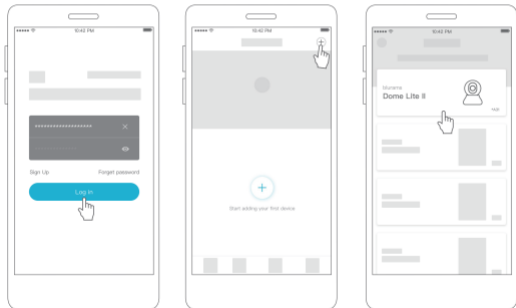 10:42 PM
Sign Up
Forget password
Log in
10:42 PM
Start adding your first device
10:42 PM
Nickname
Dome Lite II